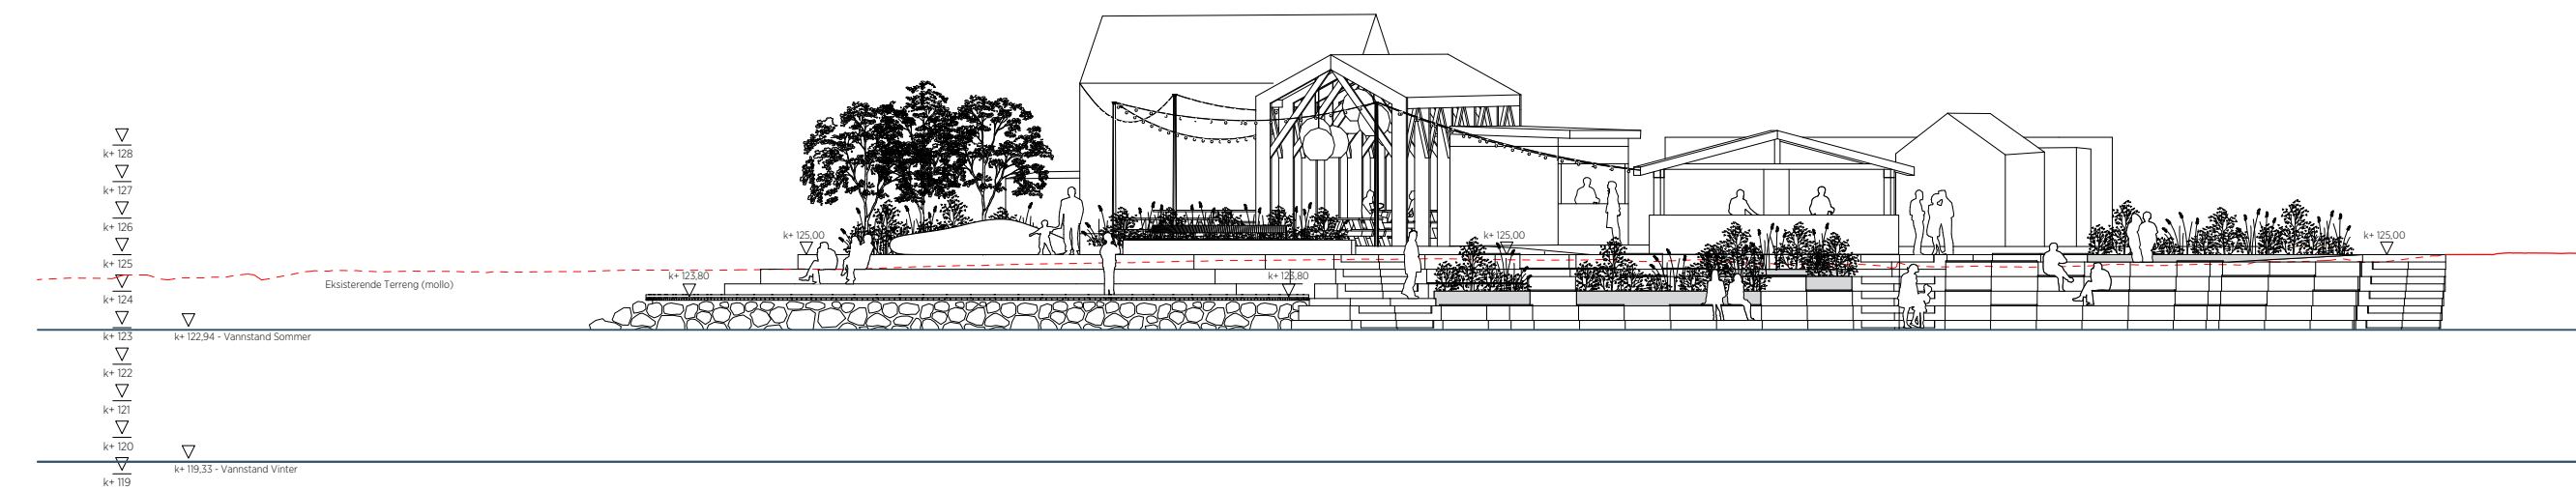 k+ 128
k+ 127
k+ 126
k+ 125,00
k+ 125,00
k+ 125,00
k+ 125
k+ 123,80
k+ 123,80
Eksisterende Terreng (mollo)
k+ 124
k+ 123
k+ 122,94 - Vannstand Sommer
k+ 122
k+ 121
k+ 120
k+ 119,33 - Vannstand Vinter
k+ 119